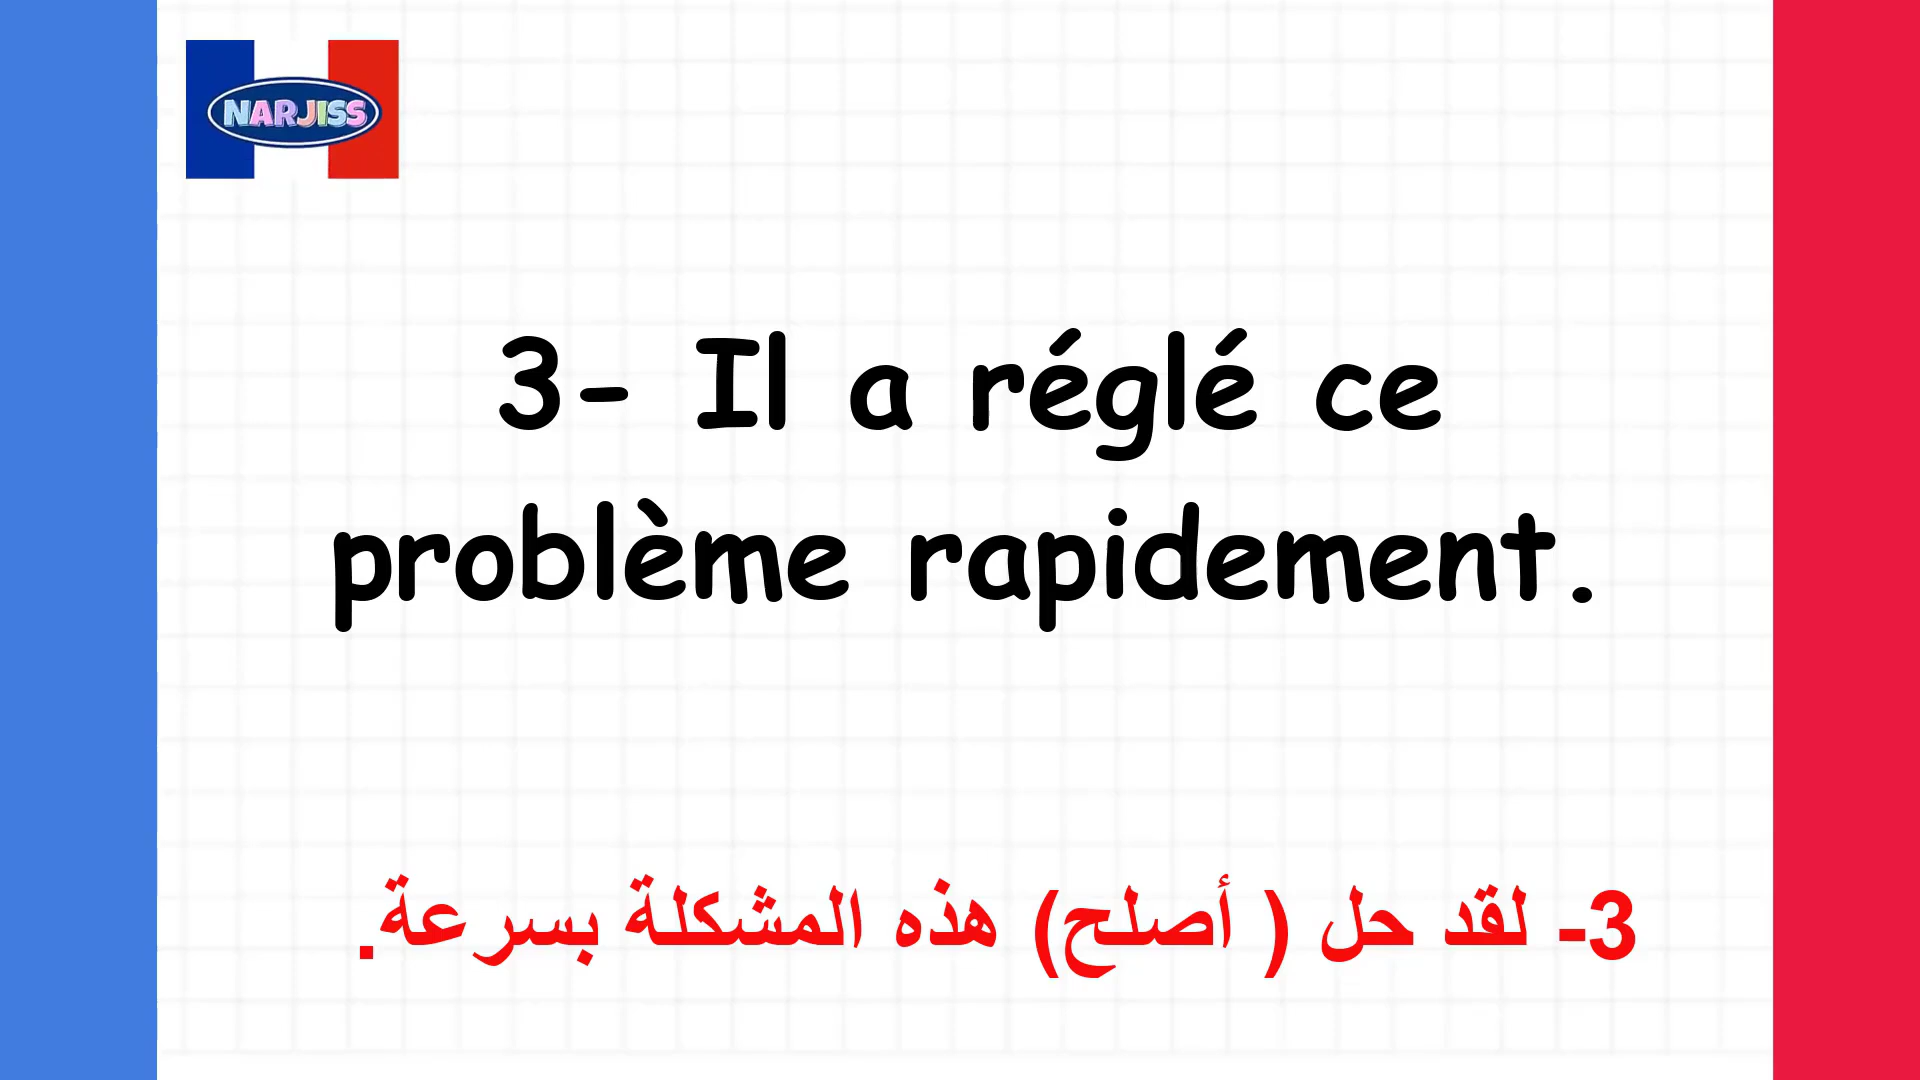 NARJISS
3- Il a réglé ce
problème rapidement.
3- لقد حل ( أصلح) هذه المشكلة بسرعة.